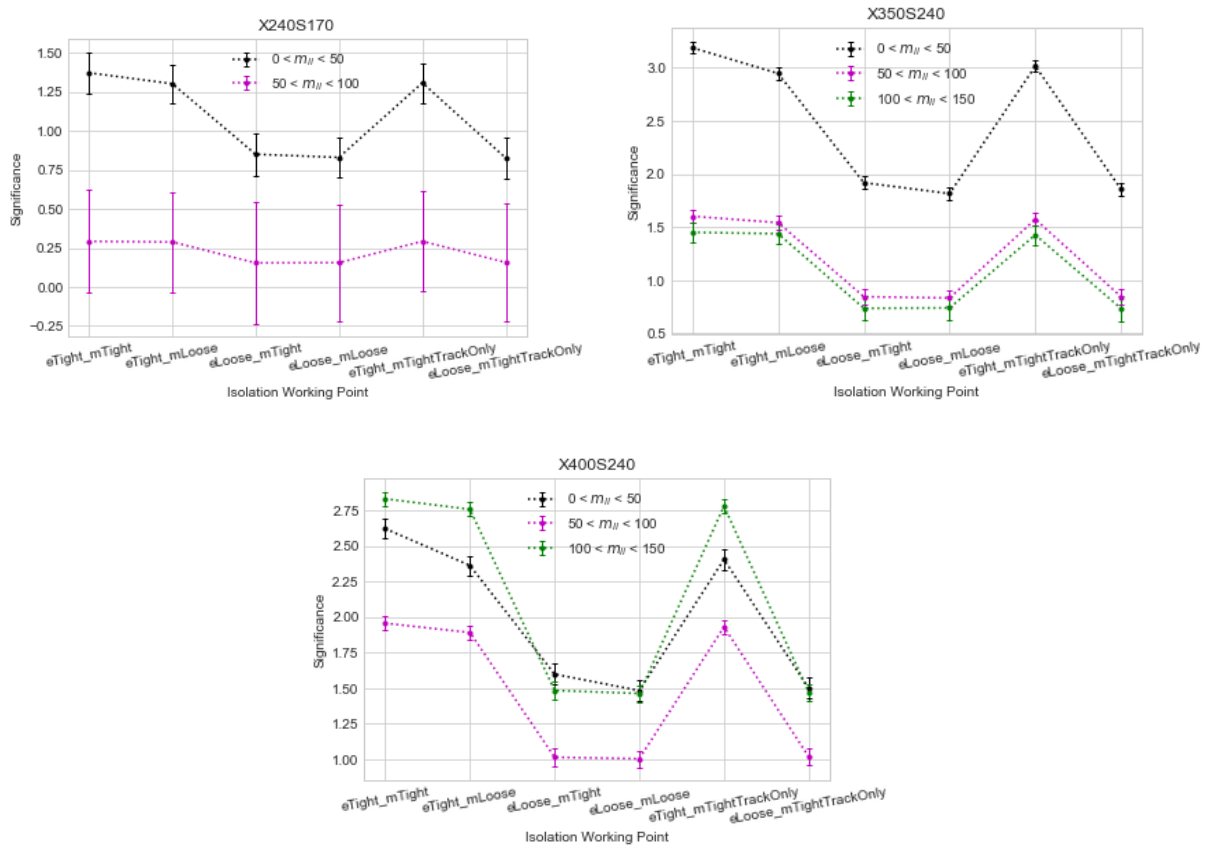 X240S170
1.50
1.25
1.00
0.75
0.50
0.25
0.00
−0.25
Significance
0 < m_ll < 50
50 < m_ll < 100
eTight_mTight
eTight_mLoose
eLoose_mTight
eLoose_mLoose
eTight_mTightTrackOnly
eLoose_mTightTrackOnly
Isolation Working Point
X350S240
3.0
2.5
2.0
1.5
1.0
0.5
Significance
0 < m_ll < 50
50 < m_ll < 100
100 < m_ll < 150
eTight_mTight
eTight_mLoose
eLoose_mTight
eLoose_mLoose
eTight_mTightTrackOnly
eLoose_mTightTrackOnly
Isolation Working Point
X400S240
2.75
2.50
2.25
2.00
1.75
1.50
1.25
1.00
Significance
0 < m_ll < 50
50 < m_ll < 100
100 < m_ll < 150
eTight_mTight
eTight_mLoose
eLoose_mTight
eLoose_mLoose
eTight_mTightTrackOnly
eLoose_mTightTrackOnly
Isolation Working Point